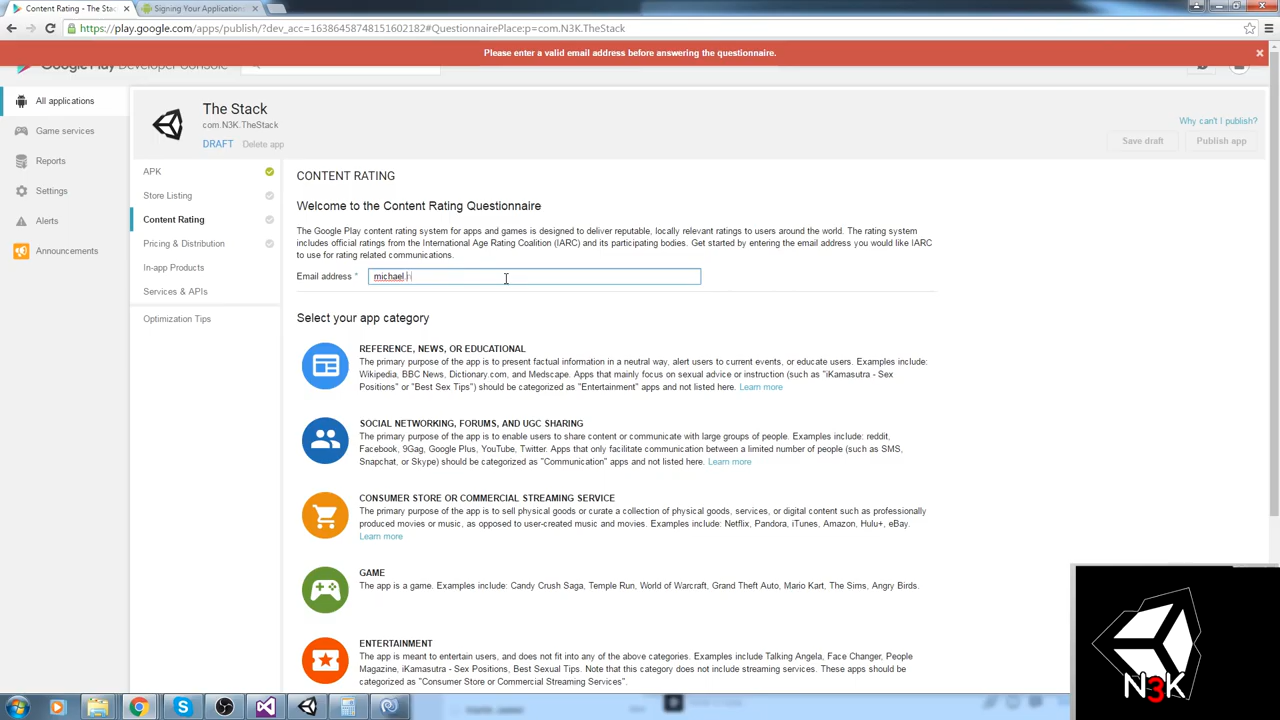 Content Rating - The Stac
Signing Your Applications
https://play.google.com/apps/publish/?dev_acc=16386458748151602182#QuestionnairePlace:p=com.N3K.TheStack
Please enter a valid email address before answering the questionnaire.
Google Play Developer Console
All applications
Game services
Reports
Settings
Alerts
Announcements
The Stack
com.N3K.TheStack
DRAFT Delete app
Why can't I publish?
Save draft
Publish app
APK
Store Listing
Content Rating
Pricing & Distribution
In-app Products
Services & APIs
Optimization Tips
CONTENT RATING
Welcome to the Content Rating Questionnaire
The Google Play content rating system for apps and games is designed to deliver reputable, locally relevant ratings to users around the world. The rating system
includes official ratings from the International Age Rating Coalition (IARC) and its participating bodies. Get started by entering the email address you would like IARC
to use for rating related communications.
Email address * michael
Select your app category
REFERENCE, NEWS, OR EDUCATIONAL
The primary purpose of the app is to present factual information in a neutral way, alert users to current events, or educate users. Examples include:
Wikipedia, BBC News, Dictionary.com, and Medscape. Apps that mainly focus on sexual advice or instruction (such as "iKamasutra - Sex
Positions" or "Best Sex Tips") should be categorized as "Entertainment" apps and not listed here. Learn more
SOCIAL NETWORKING, FORUMS, AND UGC SHARING
The primary purpose of the app is to enable users to share content or communicate with large groups of people. Examples include: reddit,
Facebook, 9Gag, Google Plus, YouTube, Twitter. Apps that only facilitate communication between a limited number of people (such as SMS,
Snapchat, or Skype) should be categorized as "Communication" apps and not listed here. Learn more
CONSUMER STORE OR COMMERCIAL STREAMING SERVICE
The primary purpose of the app is to sell physical goods or curate a collection of physical goods, services, or digital content such as professionally
produced movies or music, as opposed to user-created music and movies. Examples include: Netflix, Pandora, iTunes, Amazon, Hulu+, eBay.
Learn more
GAME
The app is a game. Examples include: Candy Crush Saga, Temple Run, World of Warcraft, Grand Theft Auto, Mario Kart, The Sims, Angry Birds.
ENTERTAINMENT
The app is meant to entertain users, and does not fit into any of the above categories. Examples include Talking Angela, Face Changer, People
Magazine, iKamasutra - Sex Positions, Best Sexual Tips. Note that this category does not include streaming services. These apps should be
categorized as "Consumer Store or Commercial Streaming Services".
N3K